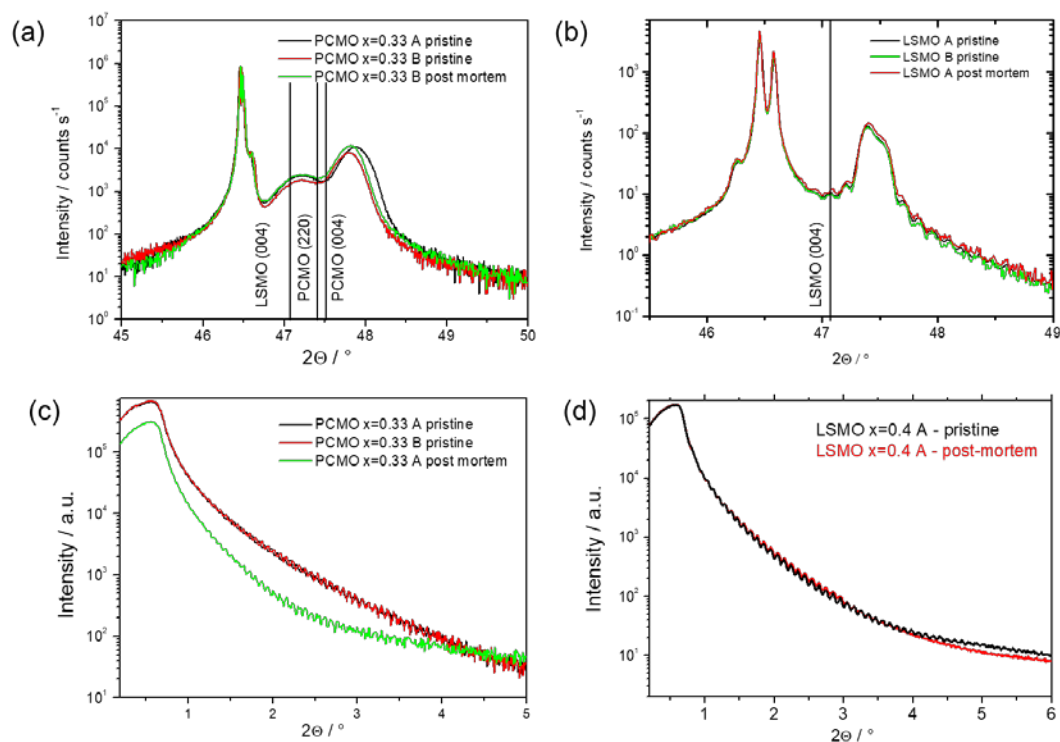 (a)
Intensity / counts s⁻¹
10⁷
10⁶
10⁵
10⁴
10³
10²
10¹
10⁰
PCMO x=0.33 A pristine
PCMO x=0.33 B pristine
PCMO x=0.33 B post mortem
LSMO (004)
PCMO (220)
PCMO (004)
45 46 47 48 49 50
2Θ / °
(b)
Intensity / counts s⁻¹
10³
10²
10¹
10⁰
10⁻¹
LSMO A pristine
LSMO B pristine
LSMO A post mortem
LSMO (004)
46 47 48 49
2Θ / °
(c)
Intensity / a.u.
10⁵
10⁴
10³
10²
10¹
PCMO x=0.33 A pristine
PCMO x=0.33 B pristine
PCMO x=0.33 A post mortem
1 2 3 4 5
2Θ / °
(d)
Intensity / a.u.
10⁵
10⁴
10³
10²
10¹
LSMO x=0.4 A - pristine
LSMO x=0.4 A - post-mortem
1 2 3 4 5 6
2Θ / °